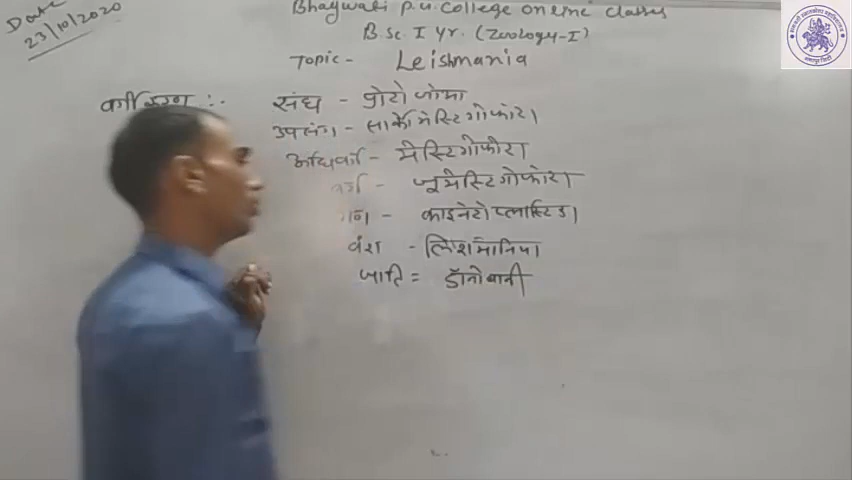 Date
23/10/2020
Bhagwati P.G. College online classes
B.Sc. I Yr. (Zoology-I)
Topic - Leishmania
वर्गीकरण :-
संघ - प्रोटोजोआ
उपसंघ - सार्कोमेस्टिगोफोरा
अधिवर्ग - मेस्टिगोफोरा
वर्ग - जूमेस्टिगोफोरा
गण - काइनेटोप्लास्टिडा
वंश - लिशमेनिया
जाति = डोनोवानी